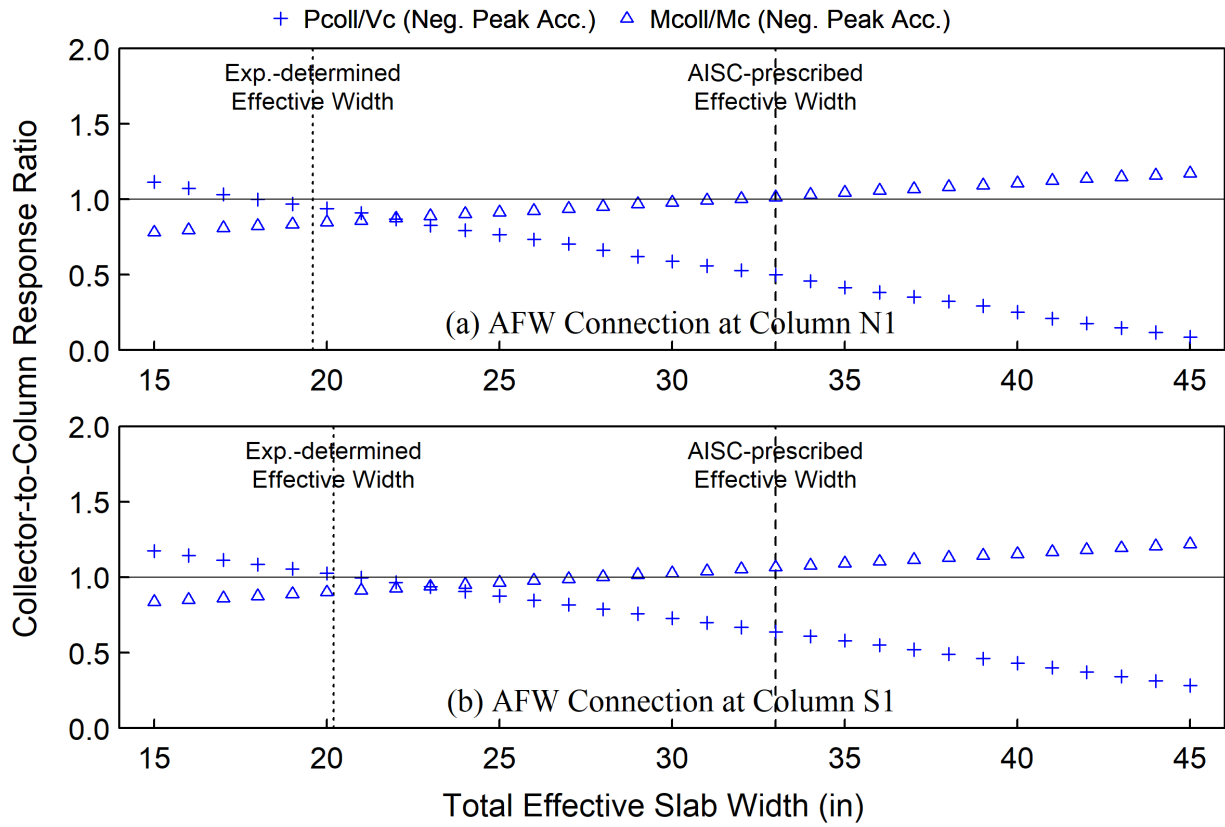 Pcoll/Vc (Neg. Peak Acc.) Mcoll/Mc (Neg. Peak Acc.)
Collector-to-Column Response Ratio
2.0
1.5
1.0
0.5
0.0
Exp.-determined
Effective Width
AISC-prescribed
Effective Width
(a) AFW Connection at Column N1
15 20 25 30 35 40 45
2.0
1.5
1.0
0.5
0.0
Exp.-determined
Effective Width
AISC-prescribed
Effective Width
(b) AFW Connection at Column S1
15 20 25 30 35 40 45
Total Effective Slab Width (in)